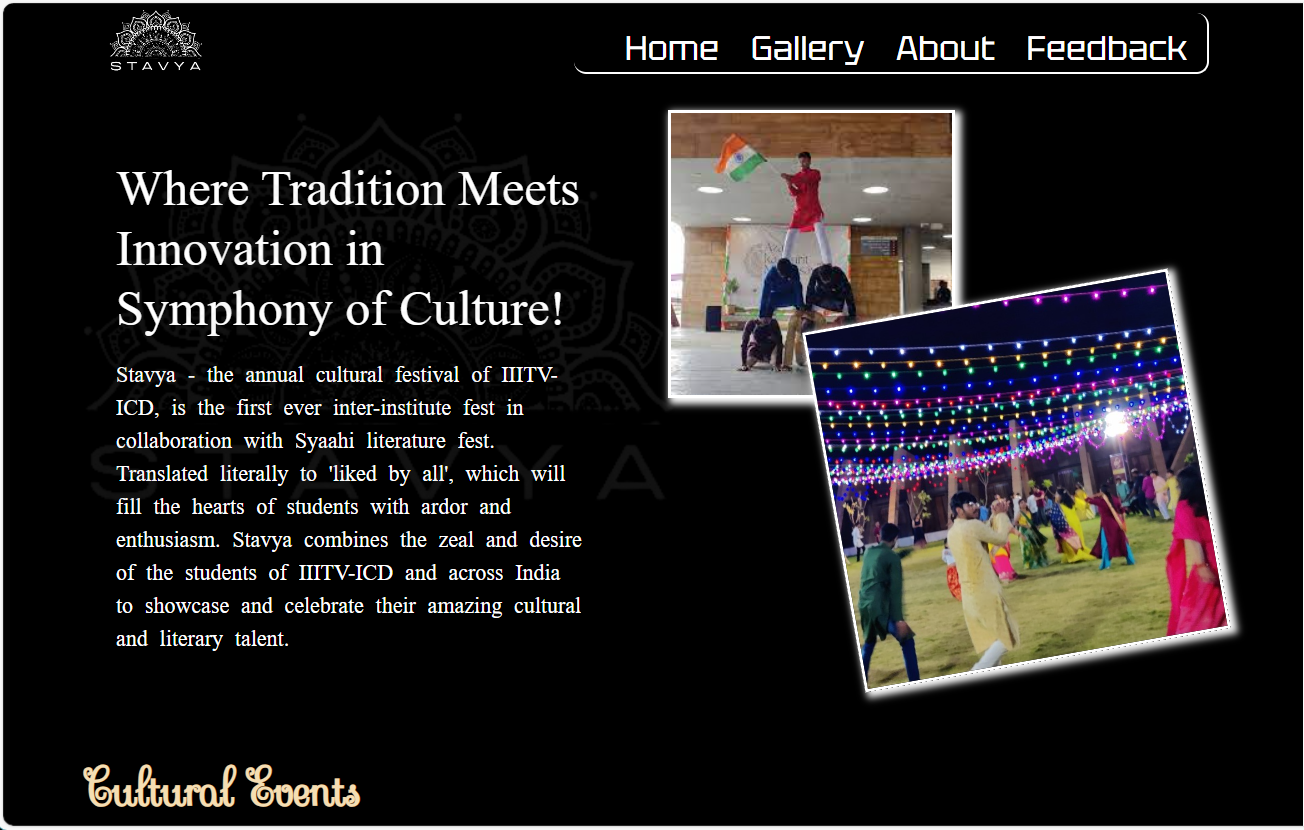 STAVYA
Home Gallery About Feedback
Where Tradition Meets
Innovation in
Symphony of Culture!
Stavya - the annual cultural festival of IIITV-
ICD, is the first ever inter-institute fest in
collaboration with Syaahi literature fest.
Translated literally to 'liked by all', which will
fill the hearts of students with ardor and
enthusiasm. Stavya combines the zeal and desire
of the students of IIITV-ICD and across India
to showcase and celebrate their amazing cultural
and literary talent.
STAVYA
Cultural Events